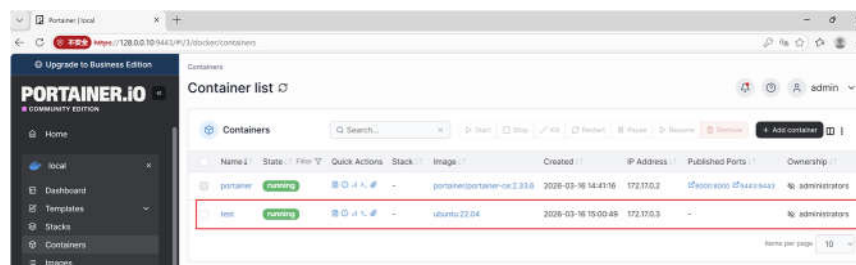 Portainer | local
不安全 https://128.0.0.10:9443/#!/3/docker/containers
Upgrade to Business Edition
PORTAINER.iO
COMMUNITY EDITION
Home
local
Dashboard
Templates
Stacks
Containers
Images
Containers
Container list
admin
Containers
Search...
Start Stop Kill Restart Pause Resume Remove + Add container
Name State Filter Quick Actions Stack Image Created IP Address Published Ports Ownership
portainer running - portainer/portainer-ce:2.33.6 2026-03-16 14:41:16 172.17.0.2 8000:8000 9443:9443 administrators
test running - ubuntu:22.04 2026-03-16 15:00:49 172.17.0.3 - administrators
Items per page 10